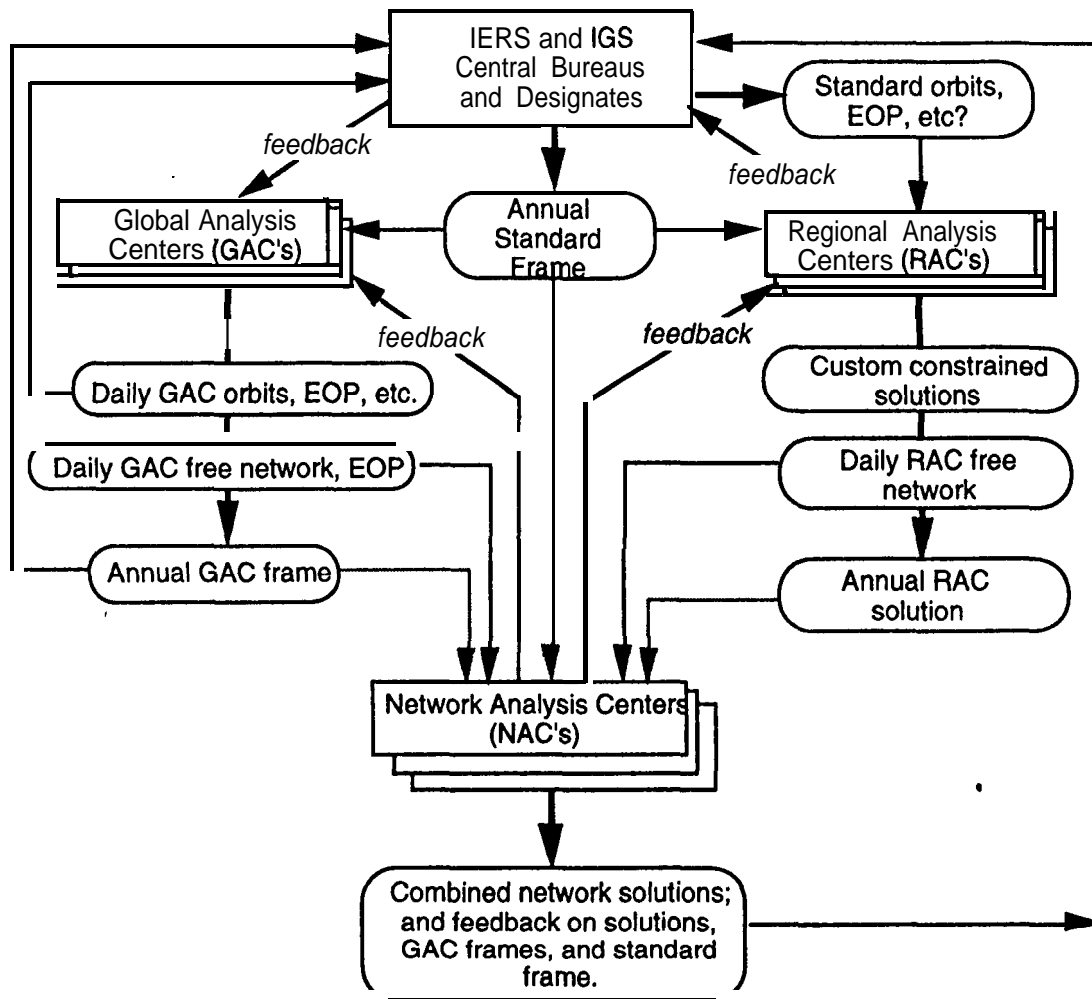 IERS and IGS
Central Bureaus
and Designates
Standard orbits,
EOP, etc?
feedback
feedback
Global Analysis
Centers (GAC's)
Annual
Standard
Frame
Regional Analysis
Centers (RAC's)
feedback
feedback
Custom constrained
solutions
Daily GAC orbits, EOP, etc.
Daily GAC free network, EOP
Daily RAC free
network
Annual GAC frame
Annual RAC
solution
Network Analysis Centers
(NAC's)
Combined network solutions;
and feedback on solutions,
GAC frames, and standard
frame.